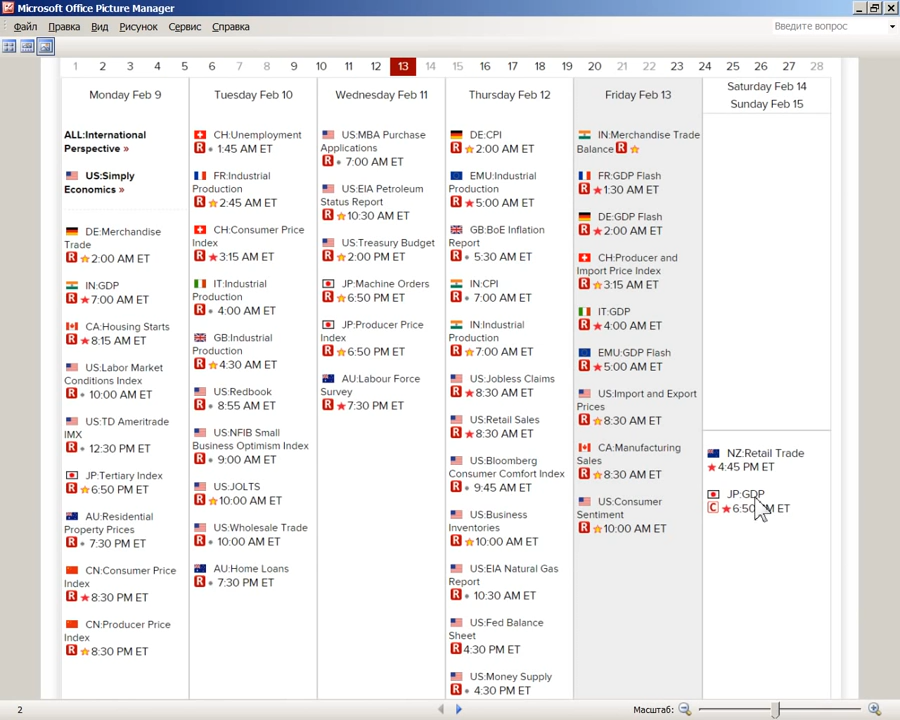 Microsoft Office Picture Manager
Файл Правка Вид Рисунок Сервис Справка
Введите вопрос
1 2 3 4 5 6 7 8 9 10 11 12 13 14 15 16 17 18 19 20 21 22 23 24 25 26 27 28
Monday Feb 9
ALL:International
Perspective »
US:Simply
Economics »
DE:Merchandise
Trade
R 2:00 AM ET
IN:GDP
R 7:00 AM ET
CA:Housing Starts
R 8:15 AM ET
US:Labor Market
Conditions Index
R 10:00 AM ET
US:TD Ameritrade
IMX
R 12:30 PM ET
JP:Tertiary Index
R 6:50 PM ET
AU:Residential
Property Prices
R 7:30 PM ET
CN:Consumer Price
Index
R 8:30 PM ET
CN:Producer Price
Index
R 8:30 PM ET
Tuesday Feb 10
CH:Unemployment
R 1:45 AM ET
FR:Industrial
Production
R 2:45 AM ET
CH:Consumer Price
Index
R 3:15 AM ET
IT:Industrial
Production
R 4:00 AM ET
GB:Industrial
Production
R 4:30 AM ET
US:Redbook
R 8:55 AM ET
US:NFIB Small
Business Optimism Index
R 9:00 AM ET
US:JOLTS
R 10:00 AM ET
US:Wholesale Trade
R 10:00 AM ET
AU:Home Loans
R 7:30 PM ET
Wednesday Feb 11
US:MBA Purchase
Applications
R 7:00 AM ET
US:EIA Petroleum
Status Report
R 10:30 AM ET
US:Treasury Budget
R 2:00 PM ET
JP:Machine Orders
R 6:50 PM ET
JP:Producer Price
Index
R 6:50 PM ET
AU:Labour Force
Survey
R 7:30 PM ET
Thursday Feb 12
DE:CPI
R 2:00 AM ET
EMU:Industrial
Production
R 5:00 AM ET
GB:BoE Inflation
Report
R 5:30 AM ET
IN:CPI
R 7:00 AM ET
IN:Industrial
Production
R 7:00 AM ET
US:Jobless Claims
R 8:30 AM ET
US:Retail Sales
R 8:30 AM ET
US:Bloomberg
Consumer Comfort Index
R 9:45 AM ET
US:Business
Inventories
R 10:00 AM ET
US:EIA Natural Gas
Report
R 10:30 AM ET
US:Fed Balance
Sheet
R 4:30 PM ET
US:Money Supply
R 4:30 PM ET
Friday Feb 13
IN:Merchandise Trade
Balance R
FR:GDP Flash
R 1:30 AM ET
DE:GDP Flash
R 2:00 AM ET
CH:Producer and
Import Price Index
R 3:15 AM ET
IT:GDP
R 4:00 AM ET
EMU:GDP Flash
R 5:00 AM ET
US:Import and Export
Prices
R 8:30 AM ET
CA:Manufacturing
Sales
R 8:30 AM ET
US:Consumer
Sentiment
R 10:00 AM ET
Saturday Feb 14
Sunday Feb 15
NZ:Retail Trade
4:45 PM ET
JP:GDP
C 6:50 M ET
2
Масштаб: